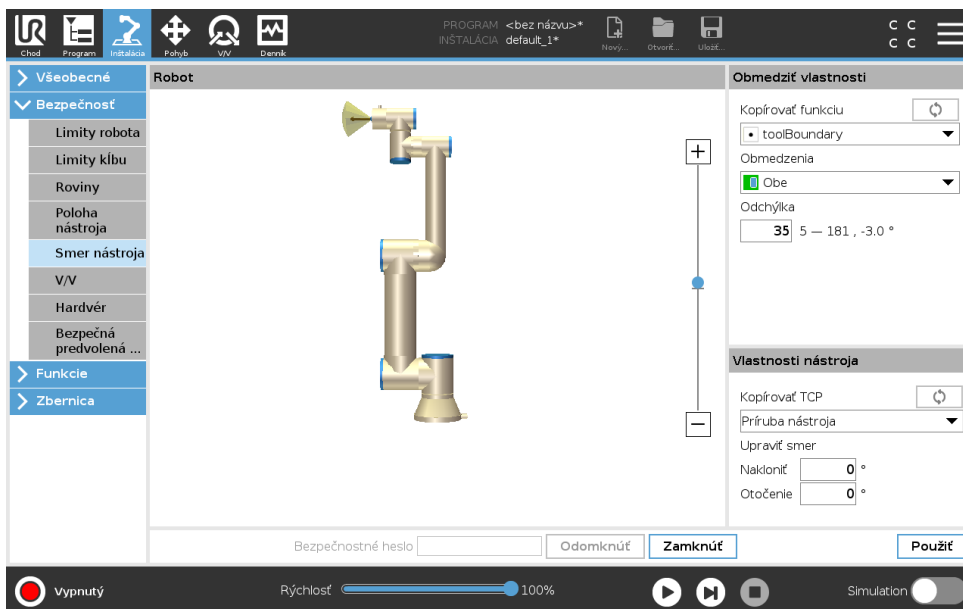 PROGRAM <bez názvu>*
INŠTALÁCIA default_1*
Chod Program Inštalácia Pohyb V/V Denník
Nový... Otvoriť... Uložiť...
C C
C C
Všeobecné
Bezpečnosť
Limity robota
Limity kĺbu
Roviny
Poloha
nástroja
Smer nástroja
V/V
Hardvér
Bezpečná
predvolená ...
Funkcie
Zbernica
Robot
Obmedziť vlastnosti
Kopírovať funkciu
toolBoundary
Obmedzenia
Obe
Odchýlka
35 5 — 181 , -3.0 °
Vlastnosti nástroja
Kopírovať TCP
Príruba nástroja
Upraviť smer
Nakloniť 0 °
Otočenie 0 °
Bezpečnostné heslo Odomknúť Zamknúť Použiť
Vypnutý Rýchlosť 100% Simulation